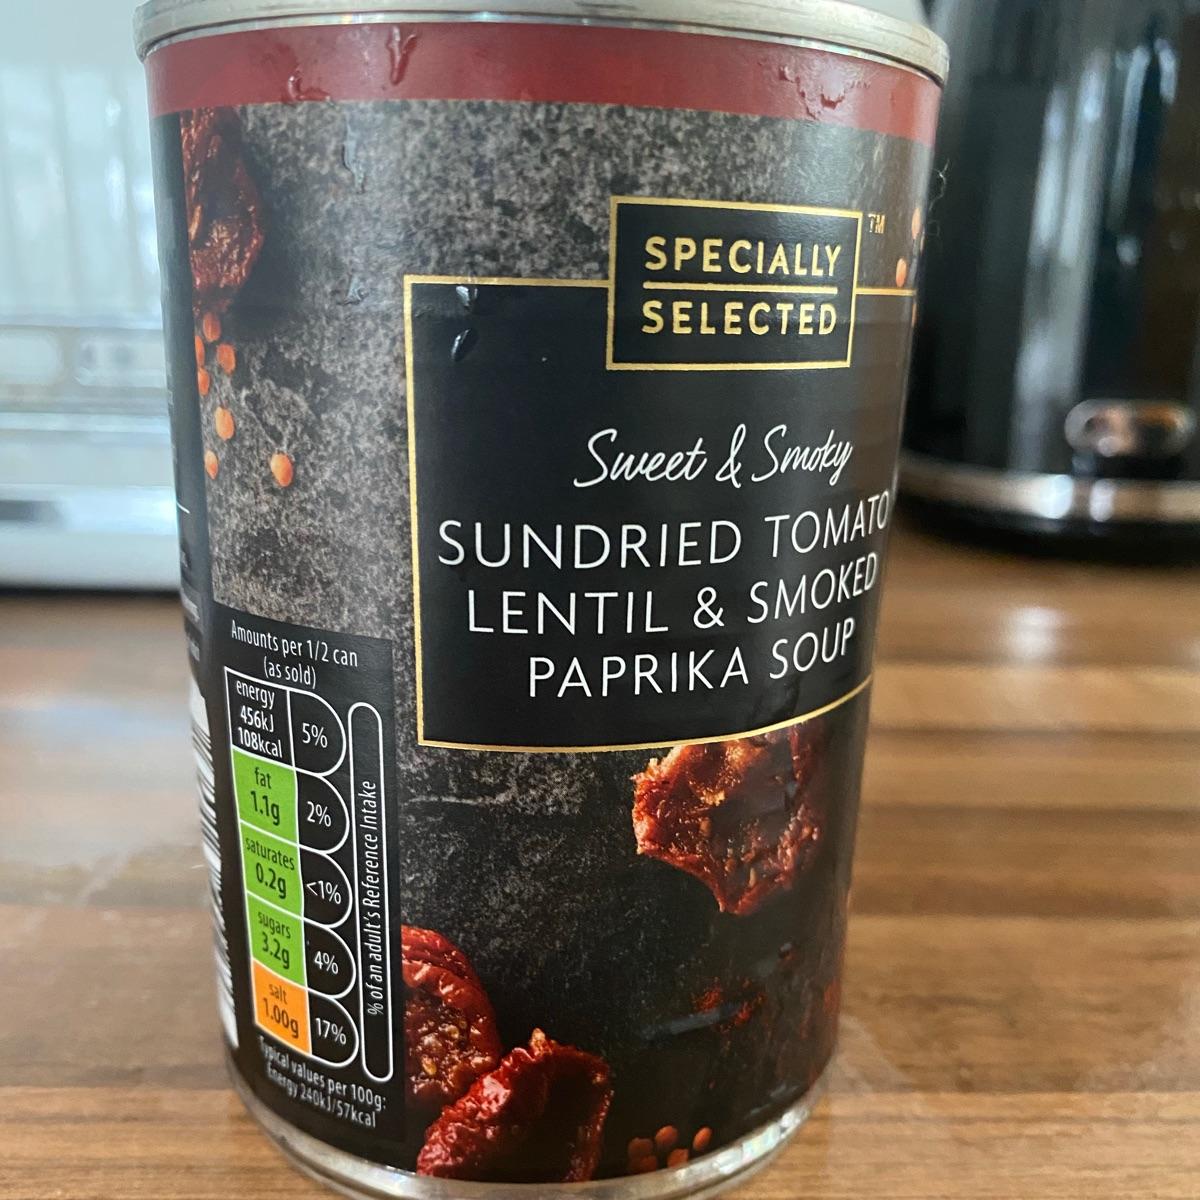 SPECIALLY
SELECTED
TM
Sweet & Smoky
SUNDRIED TOMATO
LENTIL & SMOKED
PAPRIKA SOUP
Amounts per 1/2 can
(as sold)
energy
456kJ
108kcal
5%
fat
1.1g
2%
saturates
0.2g
<1%
sugars
3.2g
4%
salt
1.00g
17%
% of an adult's Reference Intake
Typical values per 100g:
Energy 240kJ/57kcal